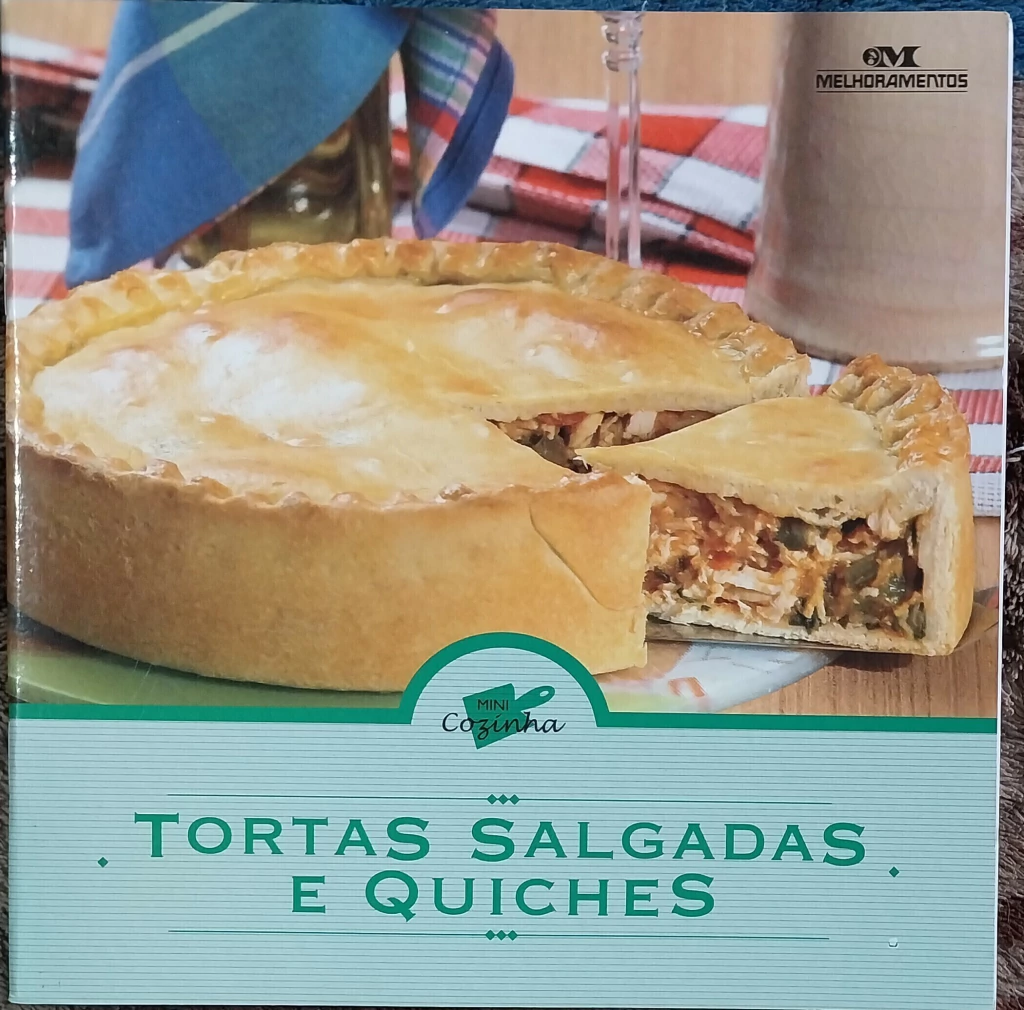 MELHORAMENTOS
MINI
Cozinha
TORTAS SALGADAS
E QUICHES